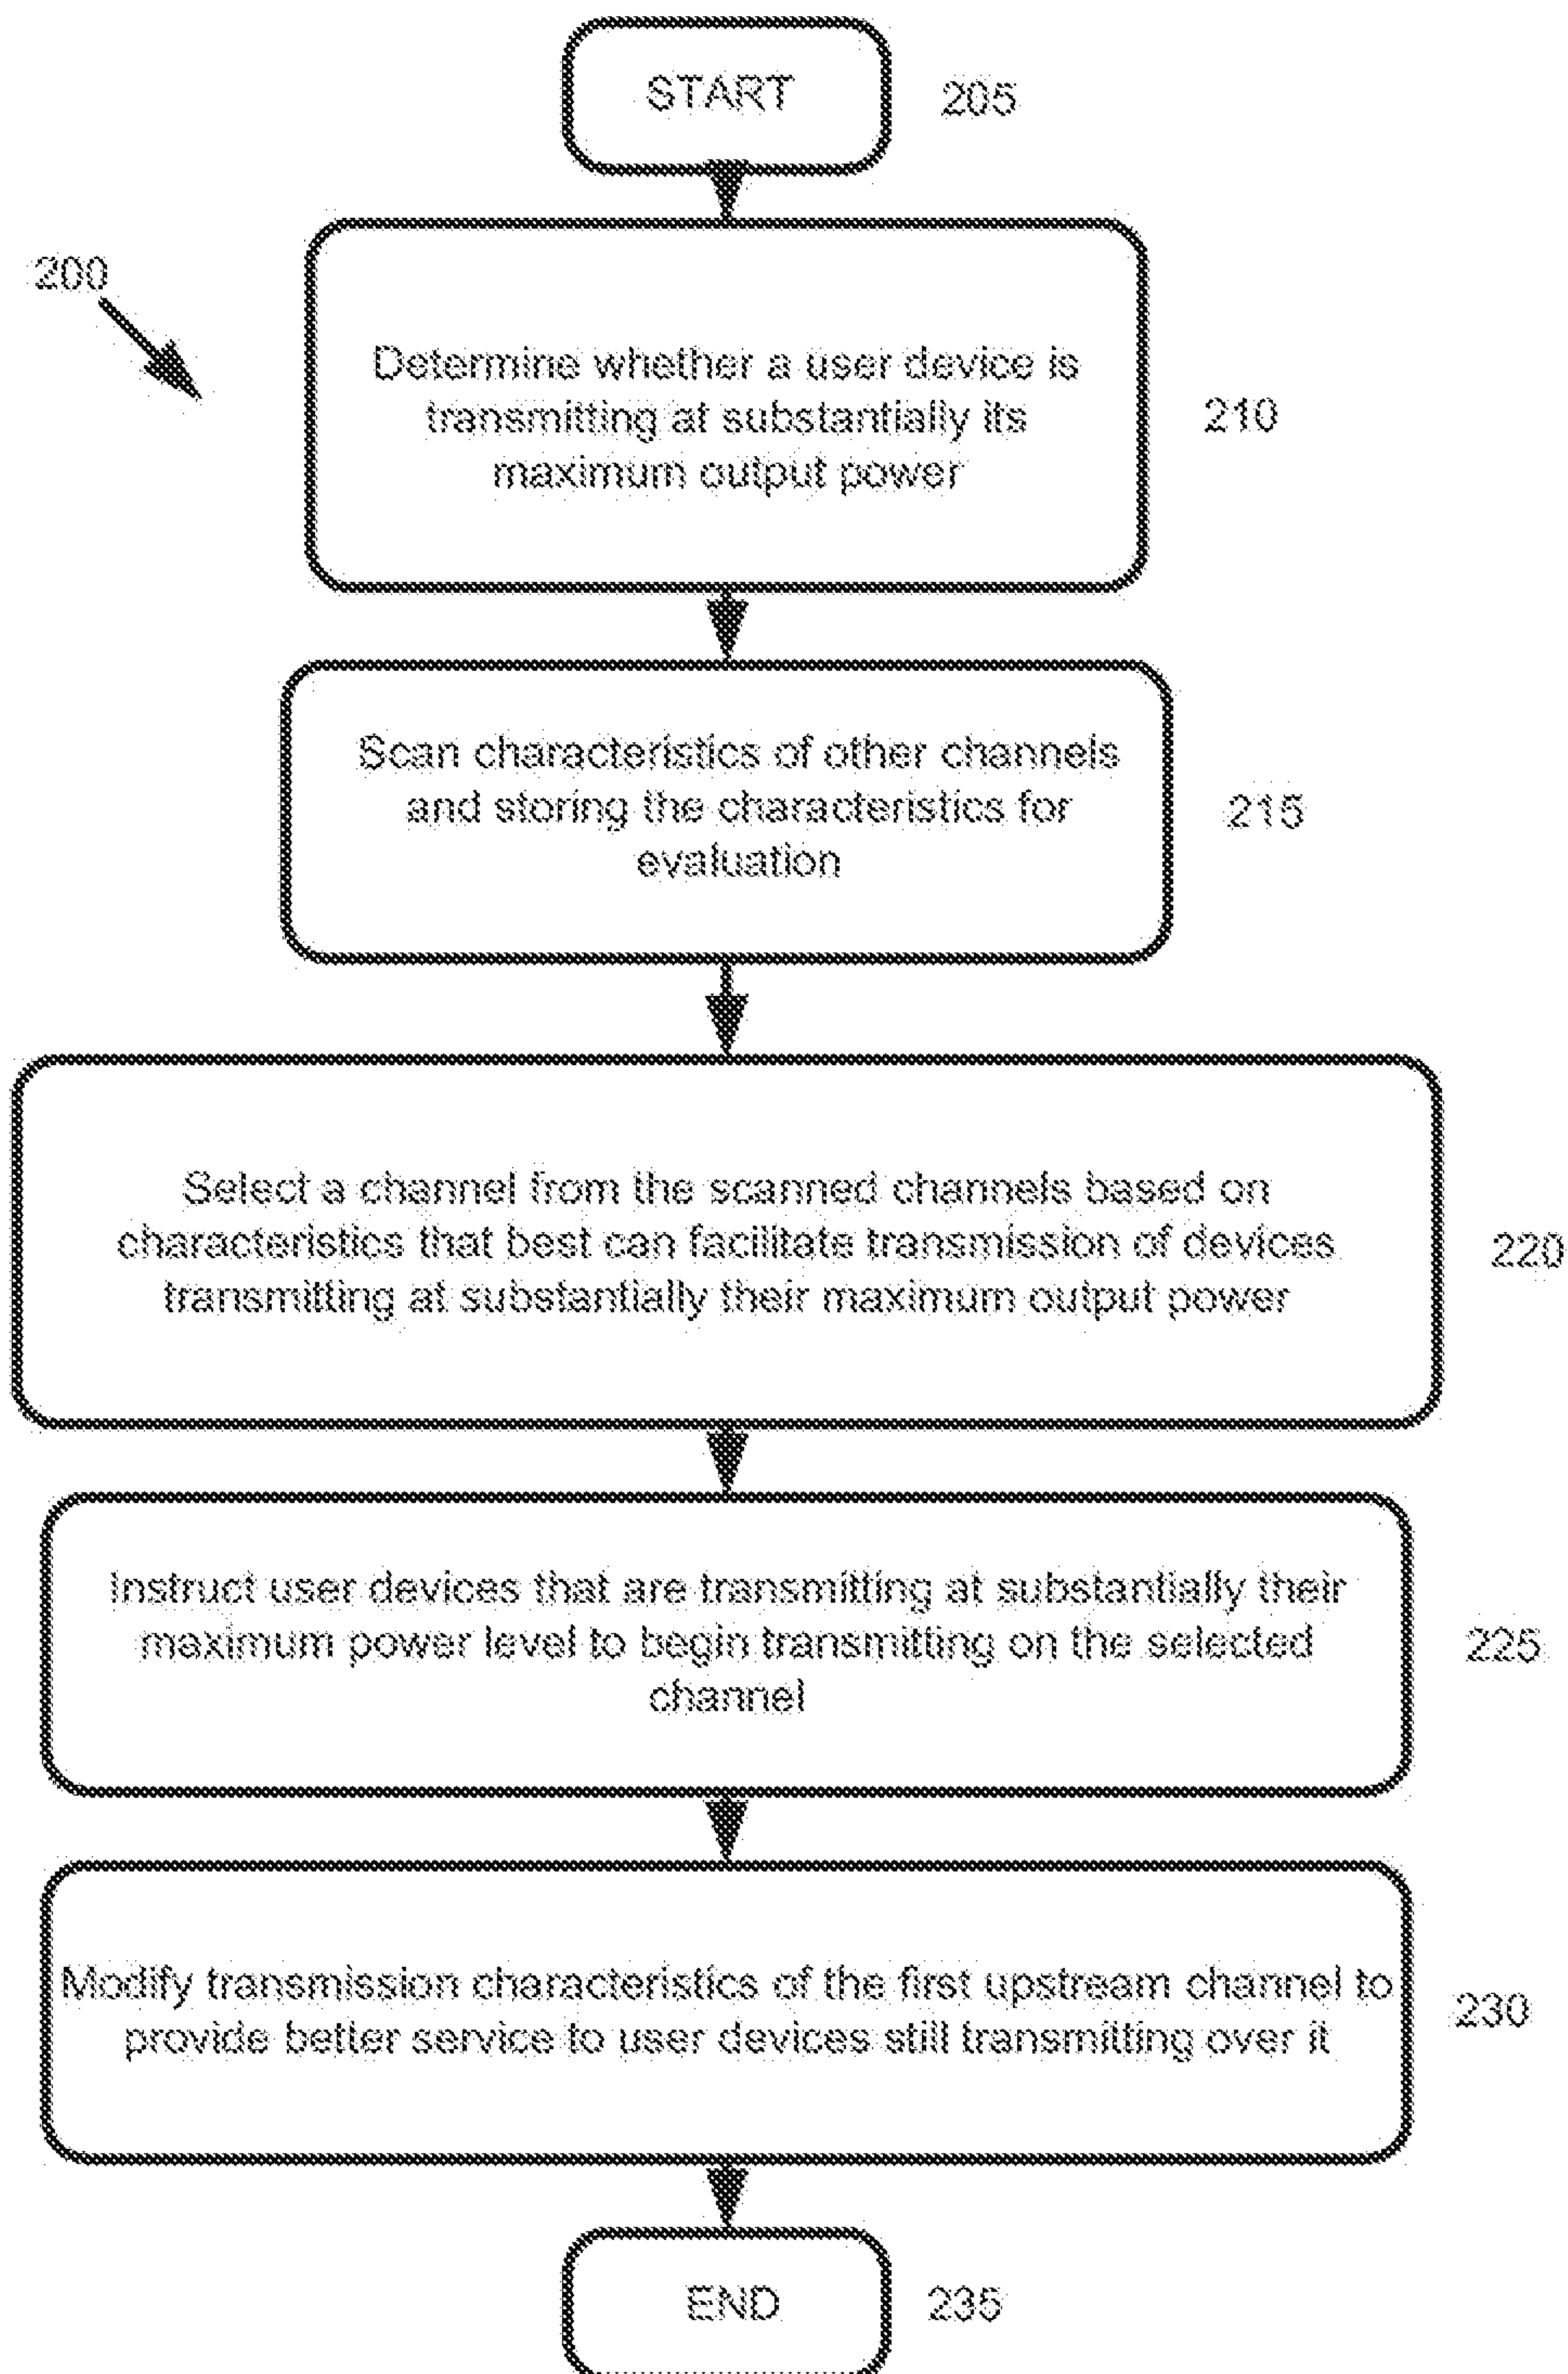 START
205
200
Determine whether a user device is
transmitting at substantially its
maximum output power
210
Scan characteristics of other channels
and storing the characteristics for
evaluation
215
Select a channel from the scanned channels based on
characteristics that best can facilitate transmission of devices
transmitting at substantially their maximum output power
220
Instruct user devices that are transmitting at substantially their
maximum power level to begin transmitting on the selected
channel
225
Modify transmission characteristics of the first upstream channel to
provide better service to user devices still transmitting over it
230
END
235